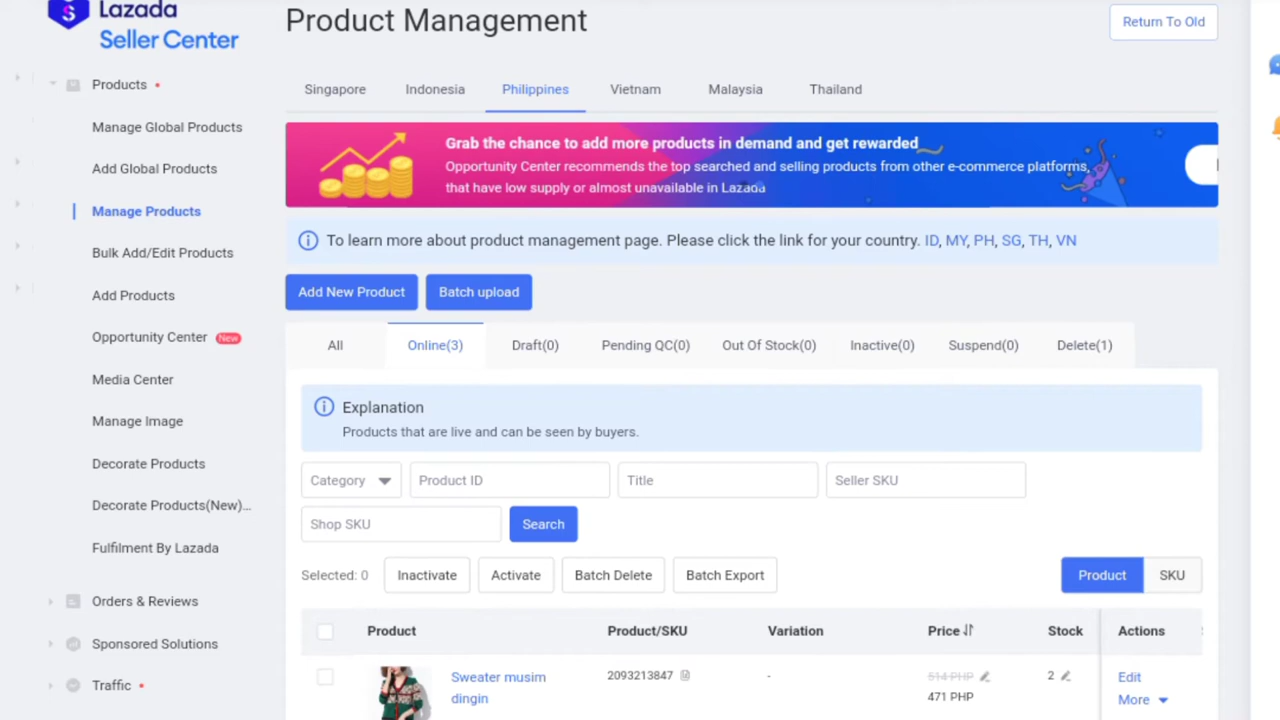 Lazada
Seller Center
Product Management
Return To Old
Products
Manage Global Products
Add Global Products
Manage Products
Bulk Add/Edit Products
Add Products
Opportunity Center New
Media Center
Manage Image
Decorate Products
Decorate Products(New)...
Fulfilment By Lazada
Orders & Reviews
Sponsored Solutions
Traffic
Singapore Indonesia Philippines Vietnam Malaysia Thailand
Grab the chance to add more products in demand and get rewarded
Opportunity Center recommends the top searched and selling products from other e-commerce platforms,
that have low supply or almost unavailable in Lazada
To learn more about product management page. Please click the link for your country. ID, MY, PH, SG, TH, VN
Add New Product Batch upload
All Online(3) Draft(0) Pending QC(0) Out Of Stock(0) Inactive(0) Suspend(0) Delete(1)
Explanation
Products that are live and can be seen by buyers.
Category Product ID Title Seller SKU
Shop SKU Search
Selected: 0 Inactivate Activate Batch Delete Batch Export Product SKU
Product Product/SKU Variation Price Stock Actions
Sweater musim 2093213847 - 514 PHP 2 Edit
dingin 471 PHP More